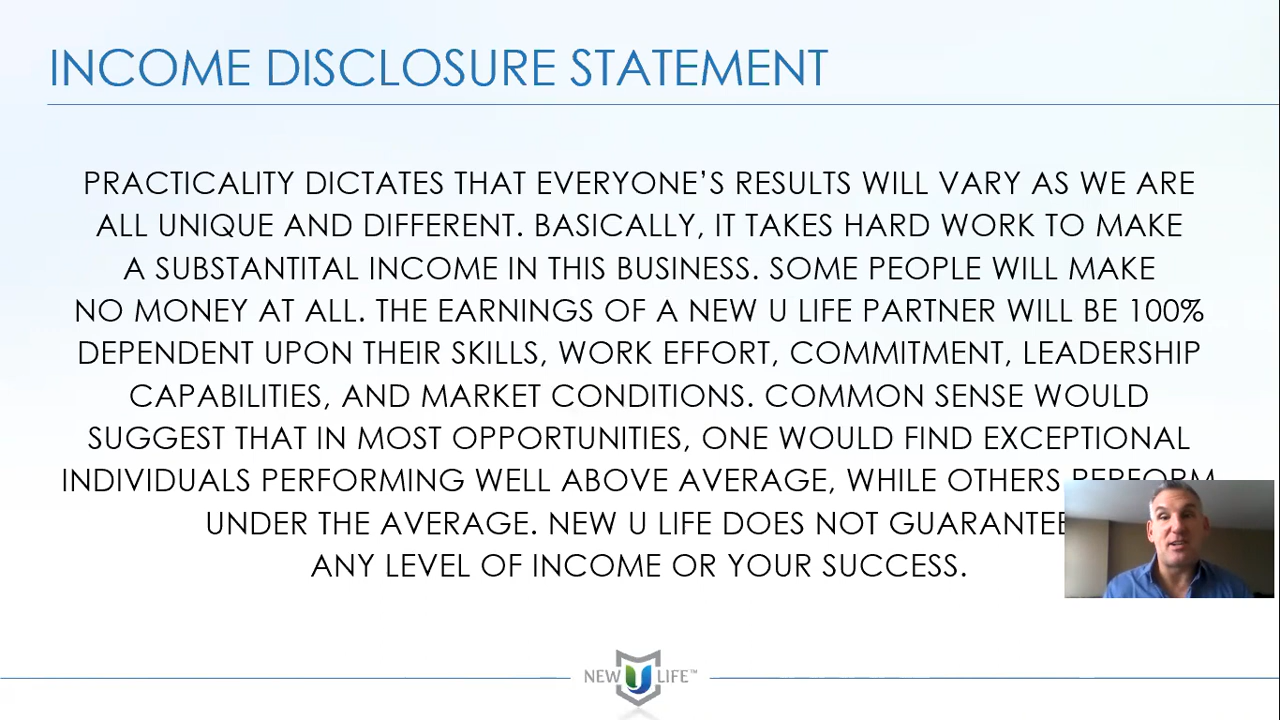 INCOME DISCLOSURE STATEMENT
PRACTICALITY DICTATES THAT EVERYONE'S RESULTS WILL VARY AS WE ARE
ALL UNIQUE AND DIFFERENT. BASICALLY, IT TAKES HARD WORK TO MAKE
A SUBSTANTITAL INCOME IN THIS BUSINESS. SOME PEOPLE WILL MAKE
NO MONEY AT ALL. THE EARNINGS OF A NEW U LIFE PARTNER WILL BE 100%
DEPENDENT UPON THEIR SKILLS, WORK EFFORT, COMMITMENT, LEADERSHIP
CAPABILITIES, AND MARKET CONDITIONS. COMMON SENSE WOULD
SUGGEST THAT IN MOST OPPORTUNITIES, ONE WOULD FIND EXCEPTIONAL
INDIVIDUALS PERFORMING WELL ABOVE AVERAGE, WHILE OTHERS PERFORM
UNDER THE AVERAGE. NEW U LIFE DOES NOT GUARANTEE
ANY LEVEL OF INCOME OR YOUR SUCCESS.
NEW U LIFE™